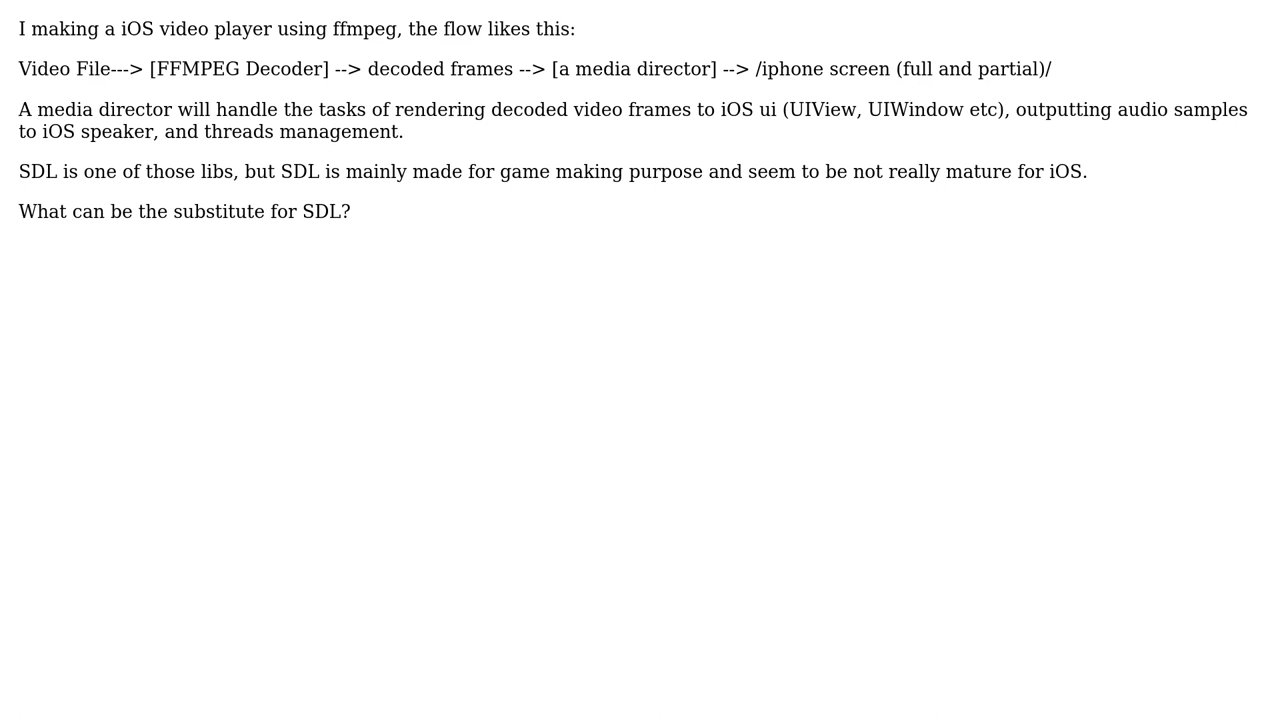 I making a iOS video player using ffmpeg, the flow likes this:
Video File---> [FFMPEG Decoder] --> decoded frames --> [a media director] --> /iphone screen (full and partial)/
A media director will handle the tasks of rendering decoded video frames to iOS ui (UIView, UIWindow etc), outputting audio samples
to iOS speaker, and threads management.
SDL is one of those libs, but SDL is mainly made for game making purpose and seem to be not really mature for iOS.
What can be the substitute for SDL?